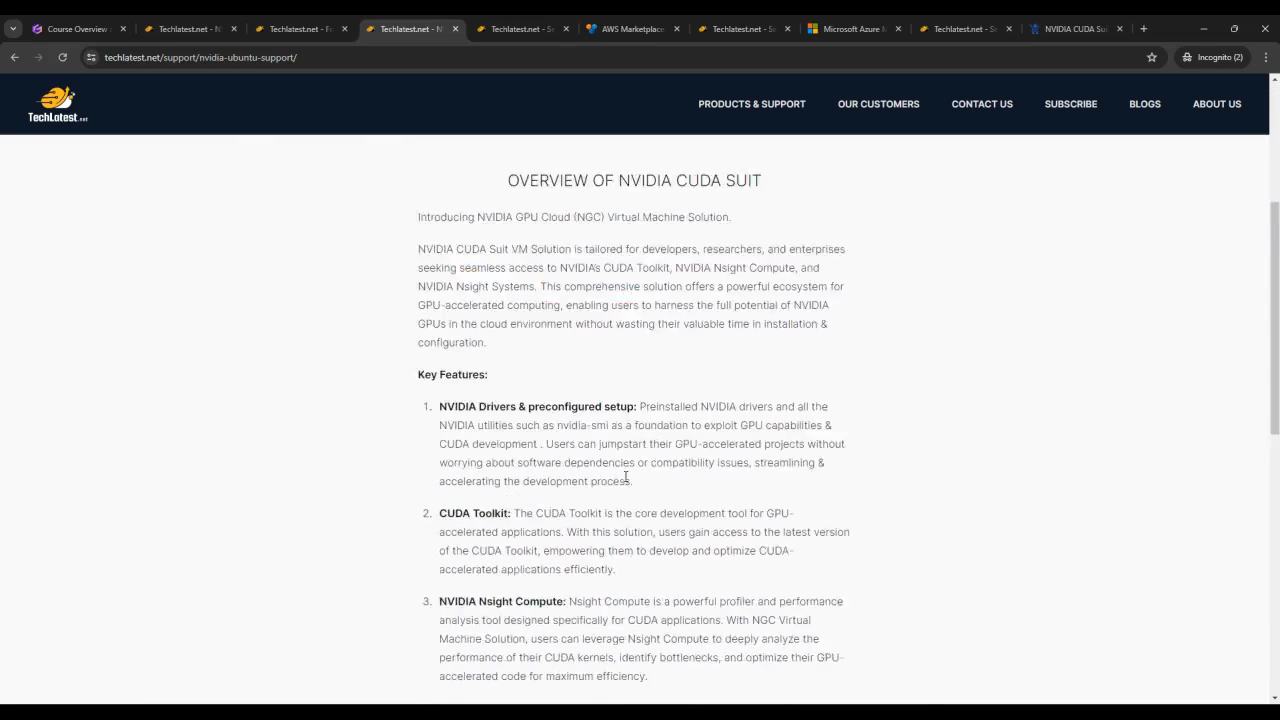 Course Overview
Techlatest.net - N
Techlatest.net - Fe
Techlatest.net - N
Techlatest.net - Se
AWS Marketplace
Techlatest.net - Se
Microsoft Azure M
Techlatest.net - Se
NVIDIA CUDA Sui
techlatest.net/support/nvidia-ubuntu-support/
Incognito (2)
TechLatest.net
PRODUCTS & SUPPORT
OUR CUSTOMERS
CONTACT US
SUBSCRIBE
BLOGS
ABOUT US
OVERVIEW OF NVIDIA CUDA SUIT
Introducing NVIDIA GPU Cloud (NGC) Virtual Machine Solution.
NVIDIA CUDA Suit VM Solution is tailored for developers, researchers, and enterprises
seeking seamless access to NVIDIA's CUDA Toolkit, NVIDIA Nsight Compute, and
NVIDIA Nsight Systems. This comprehensive solution offers a powerful ecosystem for
GPU-accelerated computing, enabling users to harness the full potential of NVIDIA
GPUs in the cloud environment without wasting their valuable time in installation &
configuration.
Key Features:
1. NVIDIA Drivers & preconfigured setup: Preinstalled NVIDIA drivers and all the
NVIDIA utilities such as nvidia-smi as a foundation to exploit GPU capabilities &
CUDA development . Users can jumpstart their GPU-accelerated projects without
worrying about software dependencies or compatibility issues, streamlining &
accelerating the development process.
2. CUDA Toolkit: The CUDA Toolkit is the core development tool for GPU-
accelerated applications. With this solution, users gain access to the latest version
of the CUDA Toolkit, empowering them to develop and optimize CUDA-
accelerated applications efficiently.
3. NVIDIA Nsight Compute: Nsight Compute is a powerful profiler and performance
analysis tool designed specifically for CUDA applications. With NGC Virtual
Machine Solution, users can leverage Nsight Compute to deeply analyze the
performance of their CUDA kernels, identify bottlenecks, and optimize their GPU-
accelerated code for maximum efficiency.